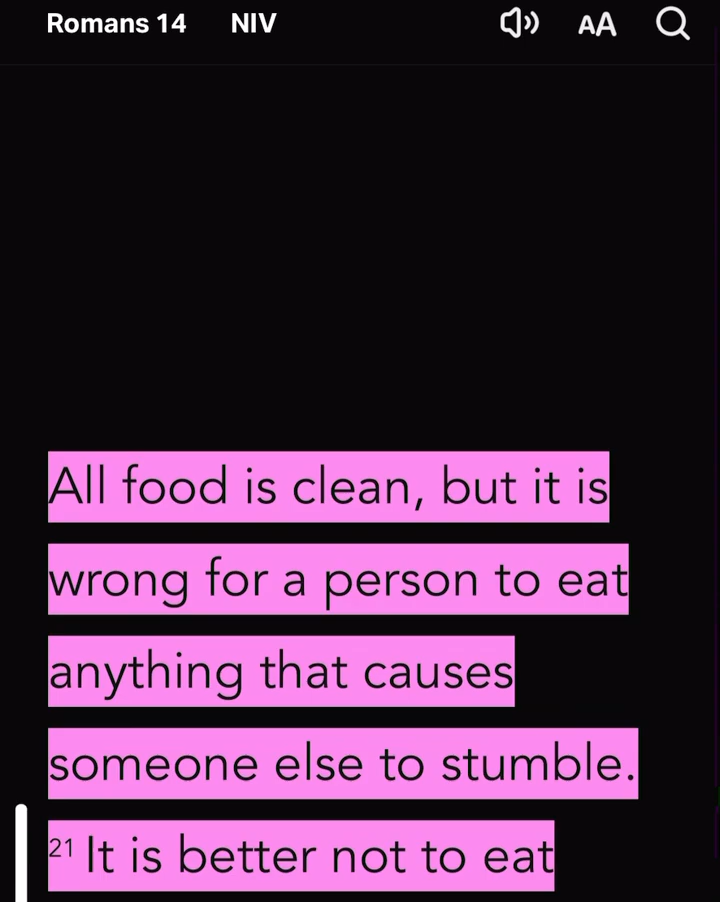 Romans 14 NIV AA
All food is clean, but it is
wrong for a person to eat
anything that causes
someone else to stumble.
21 It is better not to eat